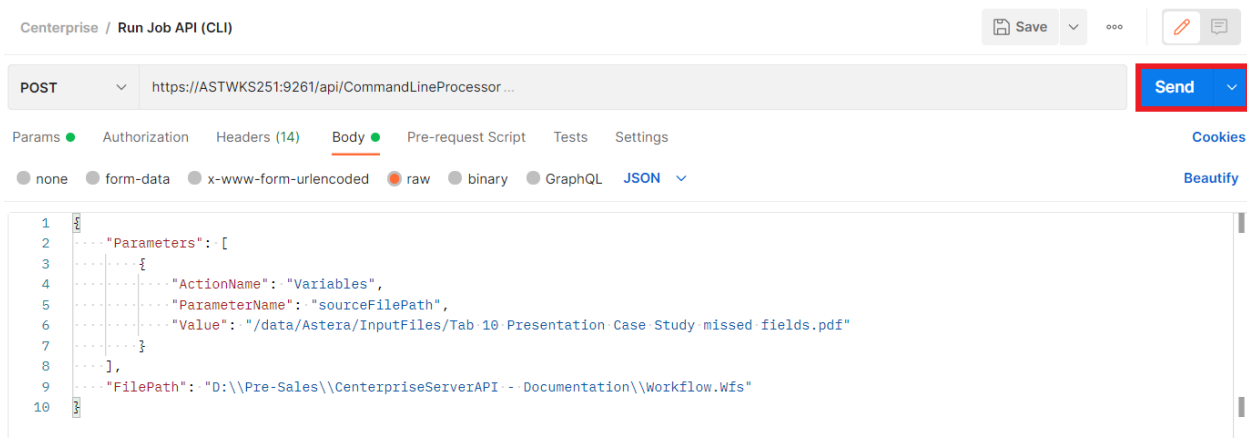 Centerprise / Run Job API (CLI) Save ooo
POST https://ASTWKS251:9261/api/CommandLineProcessor ... Send
Params Authorization Headers (14) Body Pre-request Script Tests Settings Cookies
none form-data x-www-form-urlencoded raw binary GraphQL JSON Beautify
1 {
2 "Parameters": [
3 {
4 "ActionName": "Variables",
5 "ParameterName": "sourceFilePath",
6 "Value": "/data/Astera/InputFiles/Tab 10 Presentation Case Study missed fields.pdf"
7 }
8 ],
9 "FilePath": "D:\\Pre-Sales\\CenterpriseServerAPI - Documentation\\Workflow.Wfs"
10 }